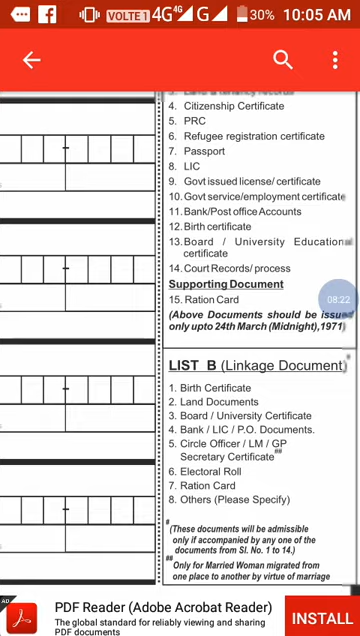 VOLTE 1 4G 4G G 30% 10:05 AM
3. Land & tenancy records
4. Citizenship Certificate
5. PRC
6. Refugee registration certificate
7. Passport
8. LIC
9. Govt issued license/ certificate
10. Govt service/employment certificate
11. Bank/Post office Accounts
12. Birth certificate
13. Board / University Educational
certificate
14. Court Records/ process
Supporting Document
15. Ration Card
08:22
(Above Documents should be issued
only upto 24th March (Midnight),1971)
LIST B (Linkage Document)#
1. Birth Certificate
2. Land Documents
3. Board / University Certificate
4. Bank / LIC / P.O. Documents.
5. Circle Officer / LM / GP
Secretary Certificate##
6. Electoral Roll
7. Ration Card
8. Others (Please Specify)
#
(These documents will be admissible
only if accompanied by any one of the
documents from Sl. No. 1 to 14.)
##
Only for Married Woman migrated from
one place to another by virtue of marriage
AD
PDF Reader (Adobe Acrobat Reader)
The global standard for reliably viewing and sharing
PDF documents
INSTALL